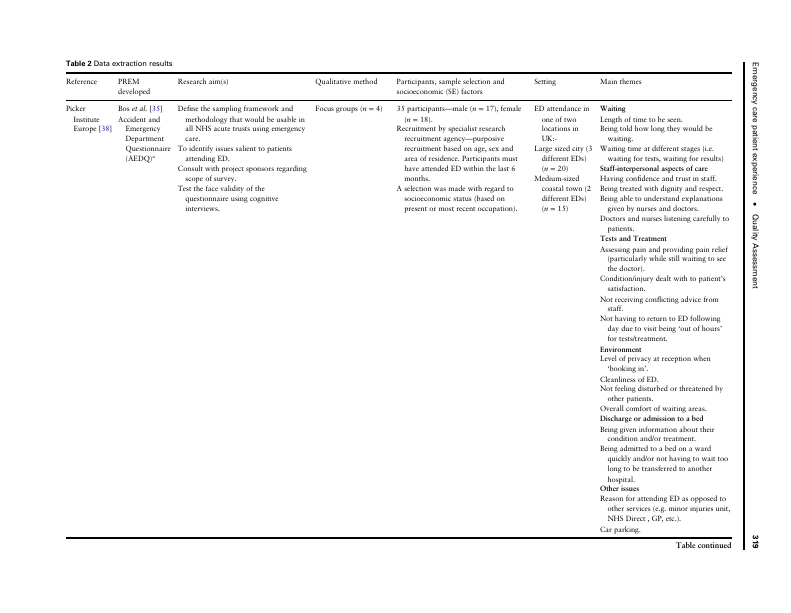 Table 2 Data extraction results
Reference
PREM
developed
Research aim(s)
Qualitative method
Participants, sample selection and
socioeconomic (SE) factors
Setting
Main themes
Picker
Institute
Europe [38]
Bos et al. [35]
Accident and
Emergency
Department
Questionnaire
(AEDQ)a
Define the sampling framework and
methodology that would be usable in
all NHS acute trusts using emergency
care.
To identify issues salient to patients
attending ED.
Consult with project sponsors regarding
scope of survey.
Test the face validity of the
questionnaire using cognitive
interviews.
Focus groups (n = 4)
35 participants—male (n = 17), female
(n = 18).
Recruitment by specialist research
recruitment agency—purposive
recruitment based on age, sex and
area of residence. Participants must
have attended ED within the last 6
months.
A selection was made with regard to
socioeconomic status (based on
present or most recent occupation).
ED attendance in
one of two
locations in
UK:-
Large sized city (3
different EDs)
(n = 20)
Medium-sized
coastal town (2
different EDs)
(n = 15)
Waiting
Length of time to be seen.
Being told how long they would be
waiting.
Waiting time at different stages (i.e.
waiting for tests, waiting for results)
Staff-interpersonal aspects of care
Having confidence and trust in staff.
Being treated with dignity and respect.
Being able to understand explanations
given by nurses and doctors.
Doctors and nurses listening carefully to
patients.
Tests and Treatment
Assessing pain and providing pain relief
(particularly while still waiting to see
the doctor).
Condition/injury dealt with to patient's
satisfaction.
Not receiving conflicting advice from
staff.
Not having to return to ED following
day due to visit being ‘out of hours’
for tests/treatment.
Environment
Level of privacy at reception when
‘booking in’.
Cleanliness of ED.
Not feeling disturbed or threatened by
other patients.
Overall comfort of waiting areas.
Discharge or admission to a bed
Being given information about their
condition and/or treatment.
Being admitted to a bed on a ward
quickly and/or not having to wait too
long to be transferred to another
hospital.
Other issues
Reason for attending ED as opposed to
other services (e.g. minor injuries unit,
NHS Direct , GP, etc.).
Car parking.
Table continued
Emergency care patient experience • Quality Assessment
319